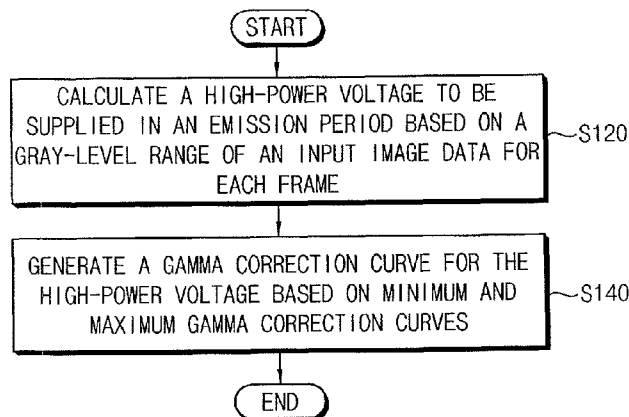 START
CALCULATE A HIGH-POWER VOLTAGE TO BE
SUPPLIED IN AN EMISSION PERIOD BASED ON A
GRAY-LEVEL RANGE OF AN INPUT IMAGE DATA FOR
EACH FRAME
S120
GENERATE A GAMMA CORRECTION CURVE FOR THE
HIGH-POWER VOLTAGE BASED ON MINIMUM AND
MAXIMUM GAMMA CORRECTION CURVES
S140
END